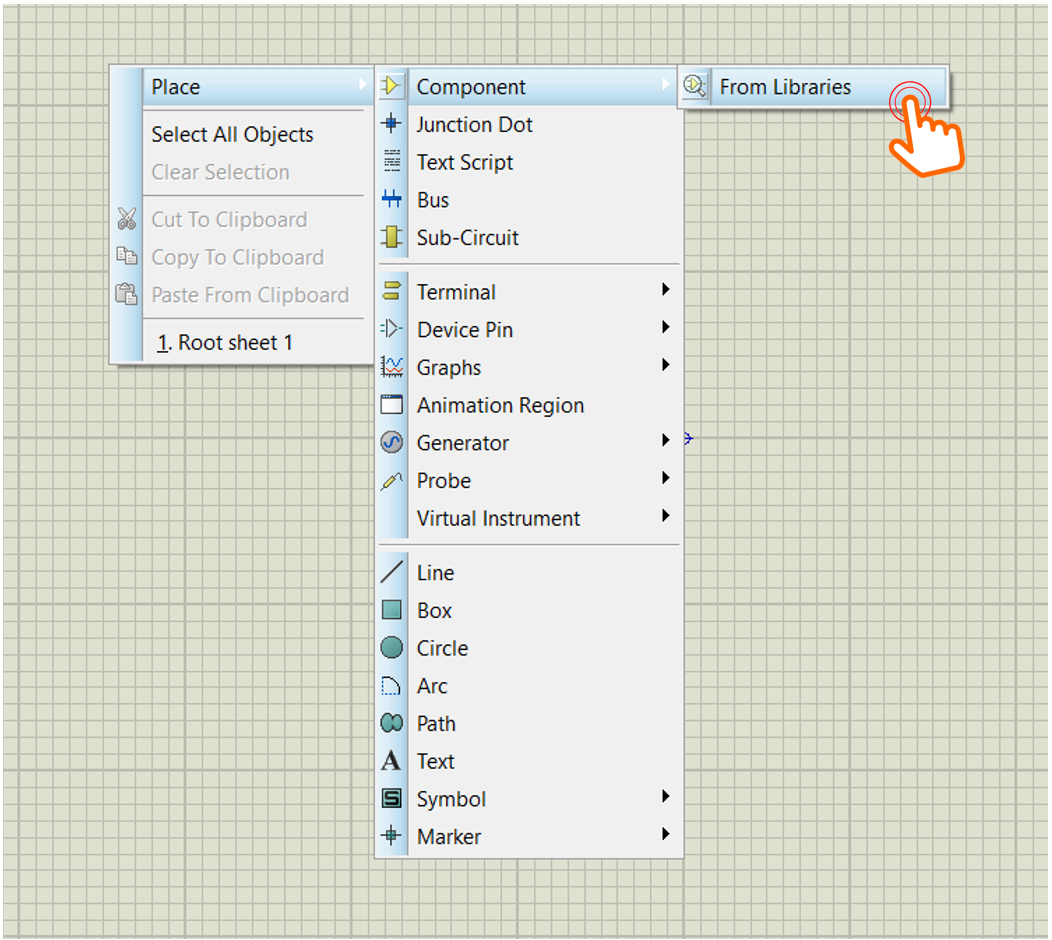 Place
Select All Objects
Clear Selection
Cut To Clipboard
Copy To Clipboard
Paste From Clipboard
1. Root sheet 1
Component
Junction Dot
Text Script
Bus
Sub-Circuit
Terminal
Device Pin
Graphs
Animation Region
Generator
Probe
Virtual Instrument
Line
Box
Circle
Arc
Path
A Text
S Symbol
Marker
From Libraries